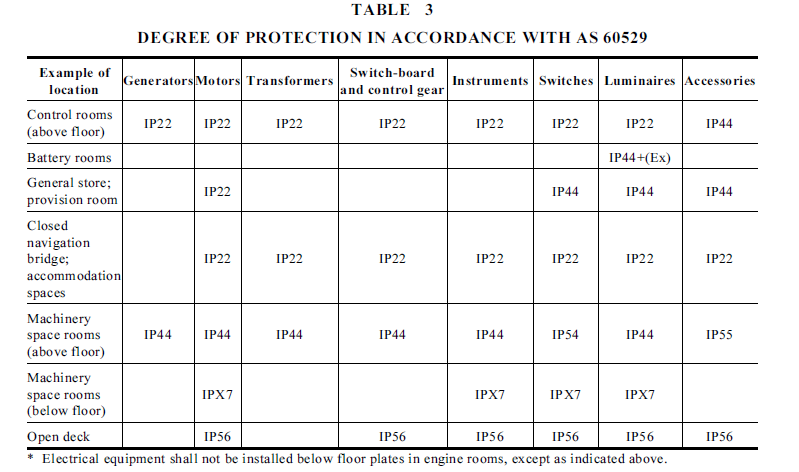 TABLE 3
DEGREE OF PROTECTION IN ACCORDANCE WITH AS 60529
Example of location Generators Motors Transformers Switch-board and control gear Instruments Switches Luminaires Accessories
Control rooms (above floor) IP22 IP22 IP22 IP22 IP22 IP22 IP22 IP44
Battery rooms IP44+(Ex)
General store; provision room IP22 IP44 IP44 IP44
Closed navigation bridge; accommodation spaces IP22 IP22 IP22 IP22 IP22 IP22 IP22
Machinery space rooms (above floor) IP44 IP44 IP44 IP44 IP44 IP54 IP44 IP55
Machinery space rooms (below floor) IPX7 IPX7 IPX7 IPX7
Open deck IP56 IP56 IP56 IP56 IP56 IP56
* Electrical equipment shall not be installed below floor plates in engine rooms, except as indicated above.